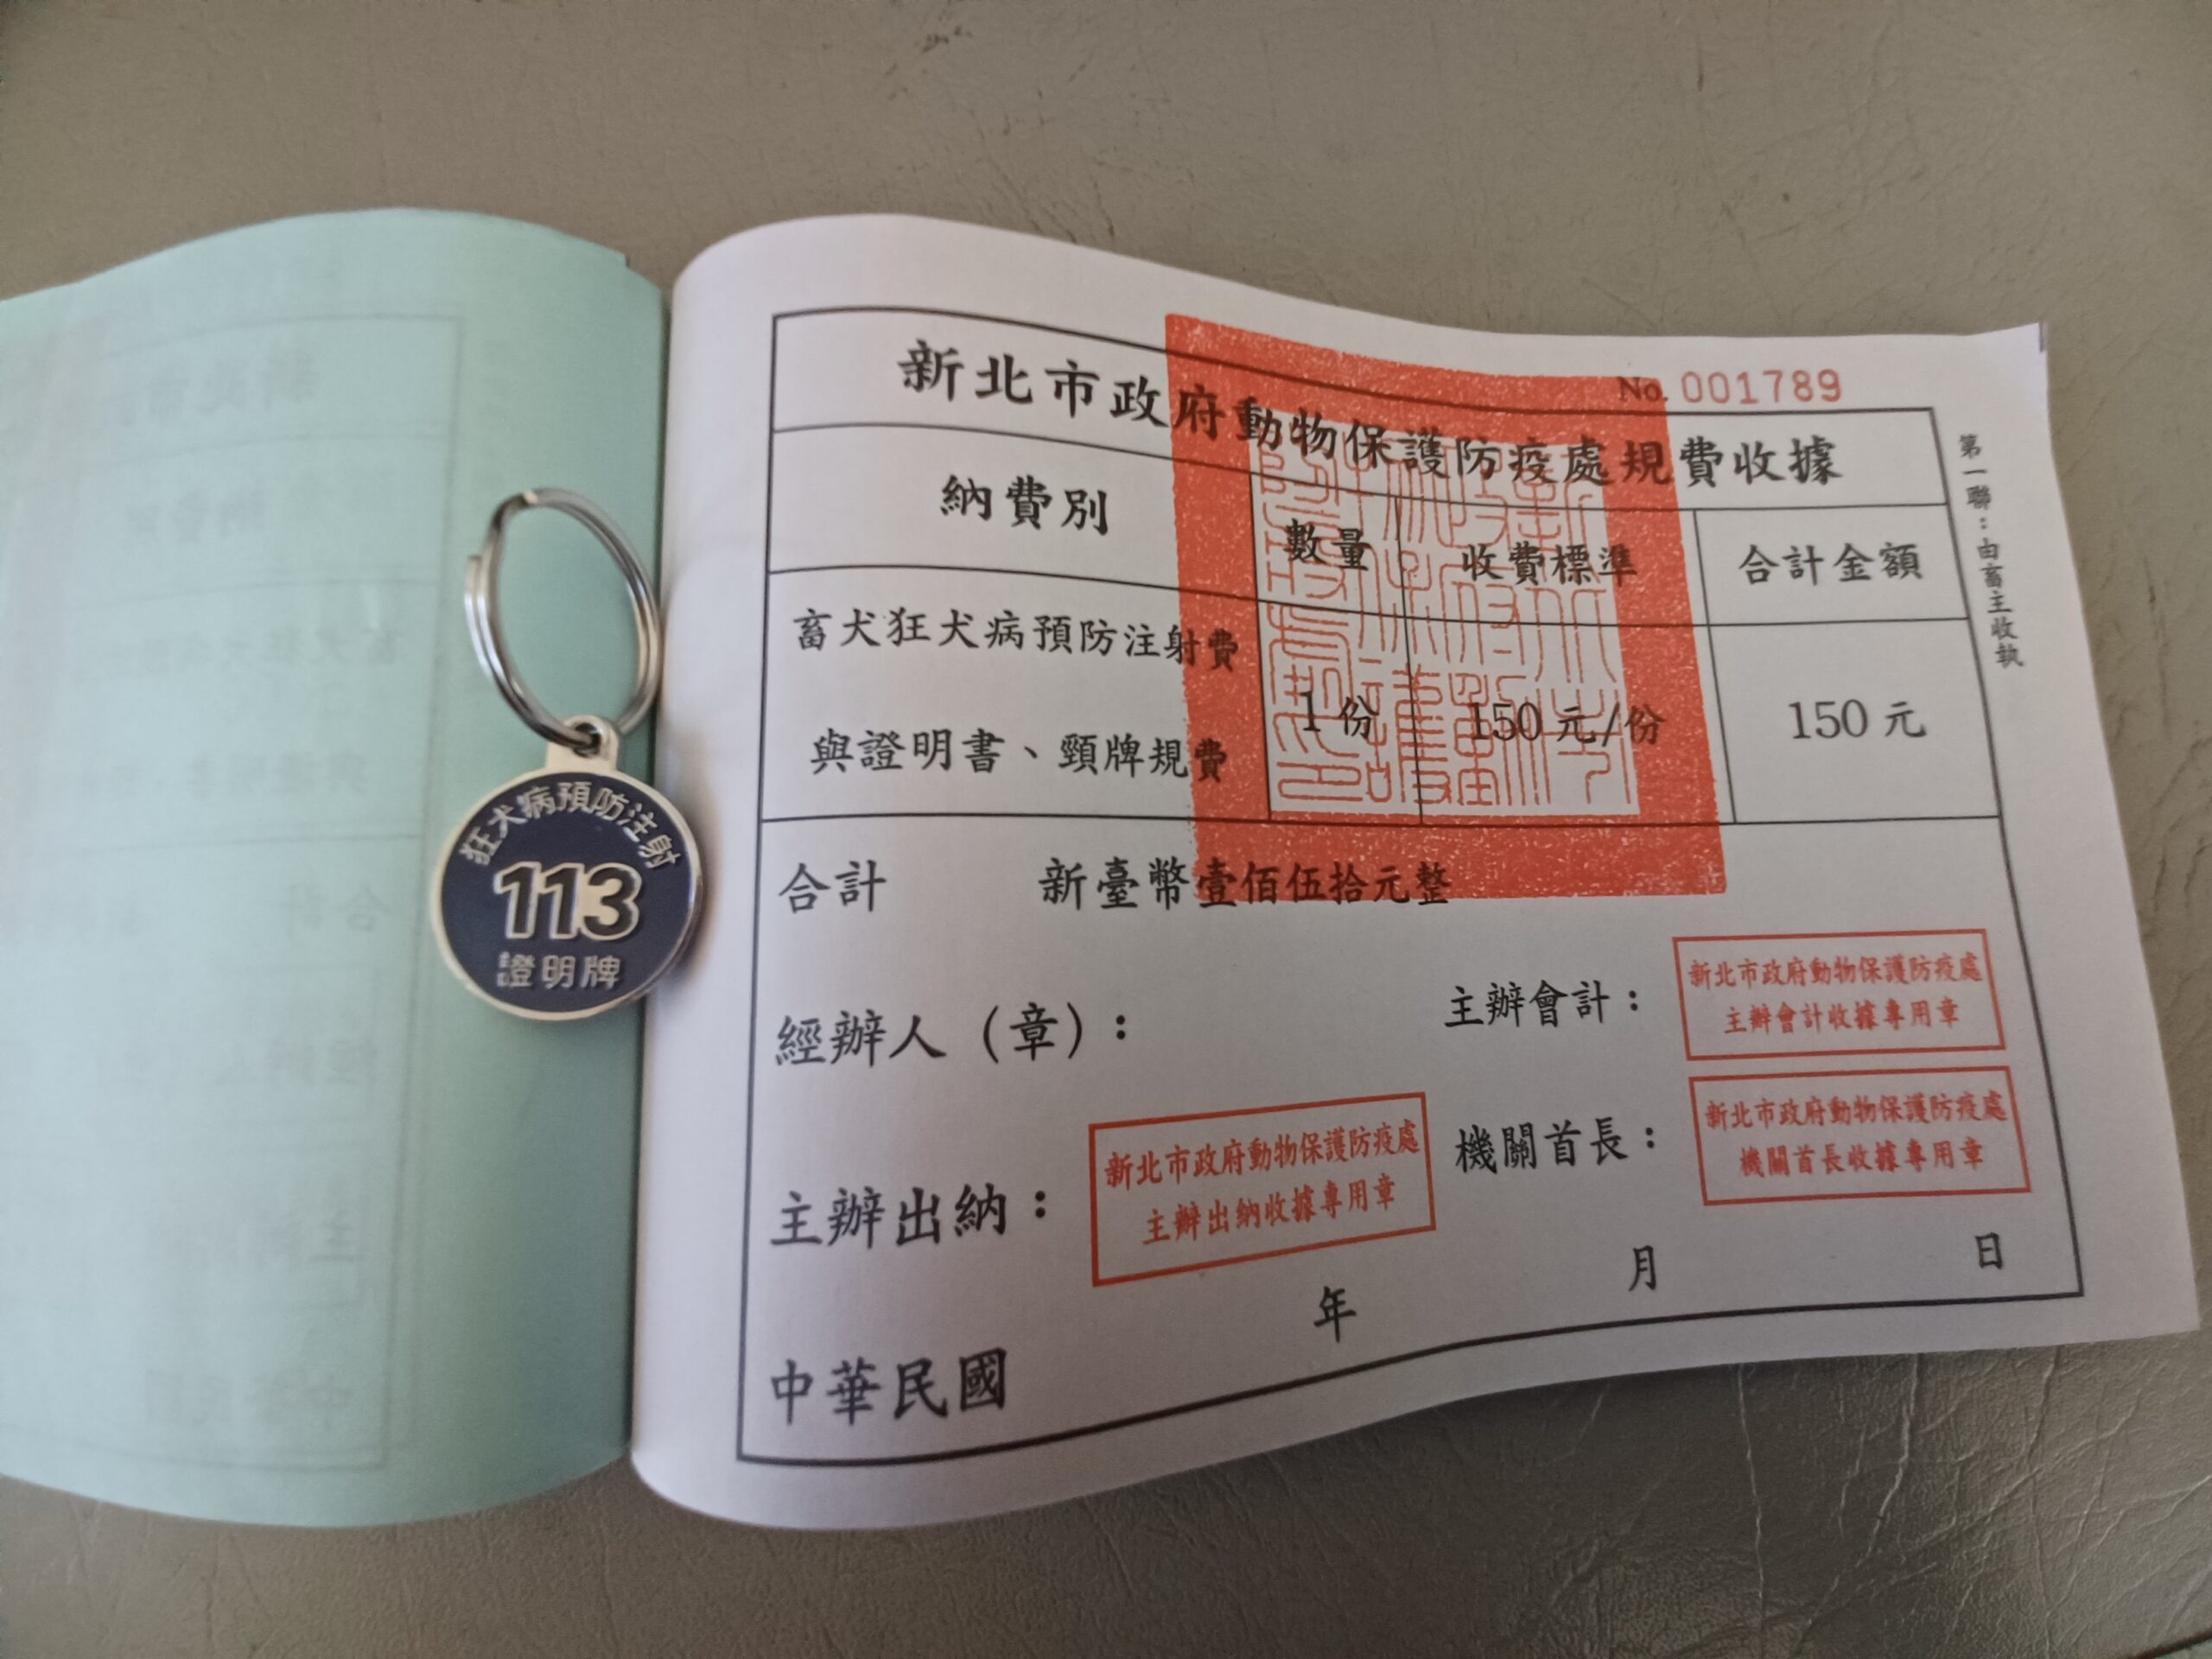 狂犬病預防注射
113
證明牌
No. 001789
新北市政府動物保護防疫處規費收據
納費別 數量 收費標準 合計金額
畜犬狂犬病預防注射費
與證明書、頸牌規費
1份 150元/份 150元
合計 新臺幣壹佰伍拾元整
經辦人（章）：
主辦會計：
新北市政府動物保護防疫處
主辦會計收據專用章
主辦出納：
新北市政府動物保護防疫處
主辦出納收據專用章
機關首長：
新北市政府動物保護防疫處
機關首長收據專用章
中華民國 年 月 日
第一聯：由畜主收執